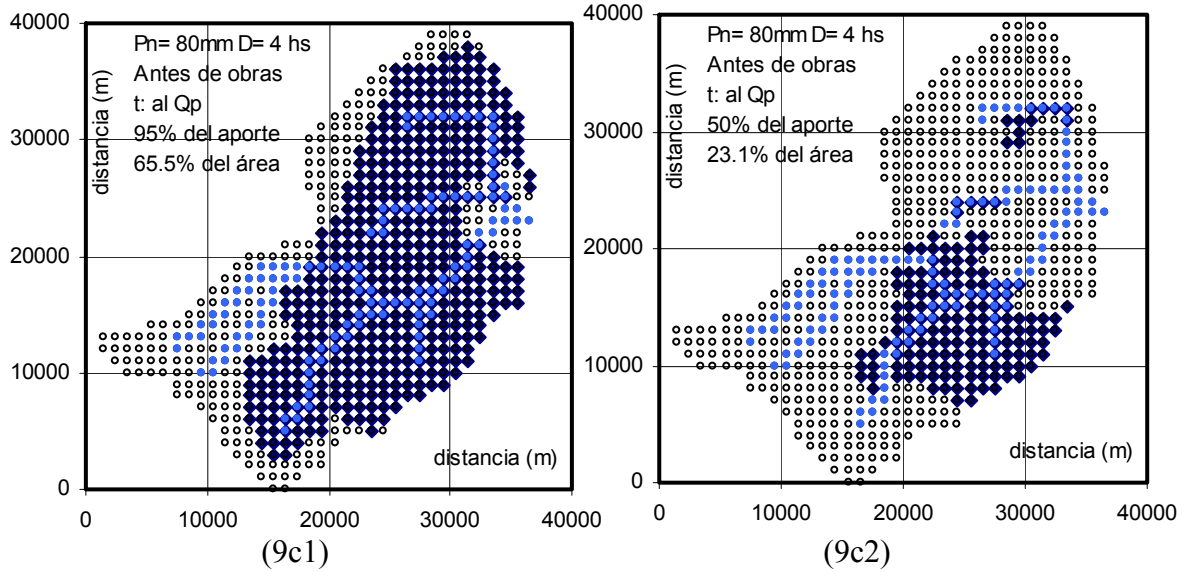 40000
30000
20000
10000
0
distancia (m)
Pn= 80mm D= 4 hs
Antes de obras
t: al Qp
95% del aporte
65.5% del área
distancia (m)
0
10000
20000
30000
40000
(9c1)
40000
30000
20000
10000
0
distancia (m)
Pn= 80mm D= 4 hs
Antes de obras
t: al Qp
50% del aporte
23.1% del área
distancia (m)
0
10000
20000
30000
40000
(9c2)